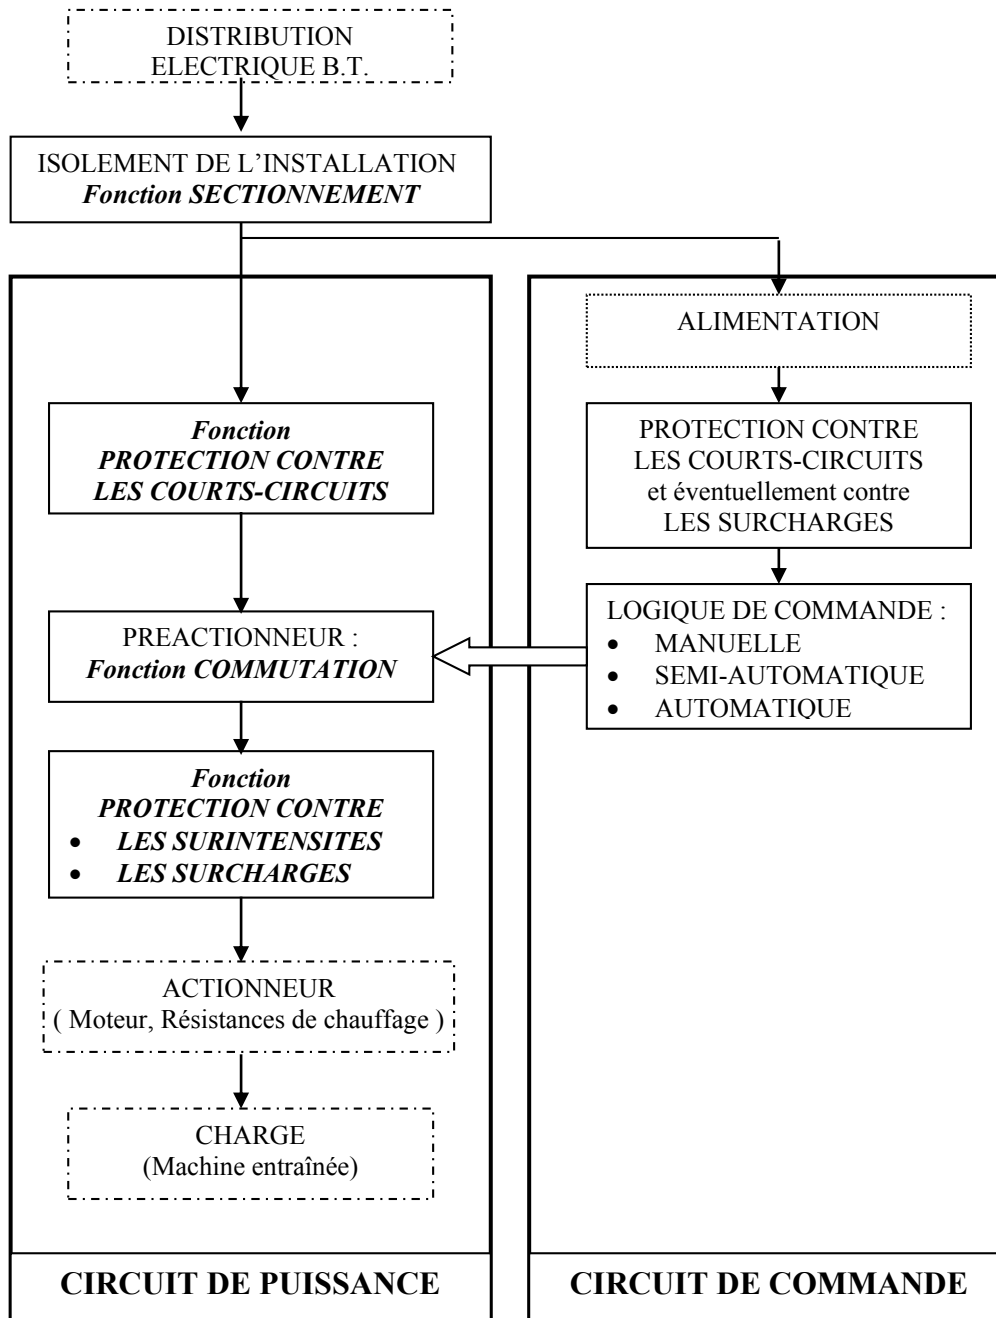 DISTRIBUTION
ELECTRIQUE B.T.
ISOLEMENT DE L'INSTALLATION
Fonction SECTIONNEMENT
Fonction
PROTECTION CONTRE
LES COURTS-CIRCUITS
PREACTIONNEUR :
Fonction COMMUTATION
Fonction
PROTECTION CONTRE
• LES SURINTENSITES
• LES SURCHARGES
ACTIONNEUR
( Moteur, Résistances de chauffage )
CHARGE
(Machine entraînée)
CIRCUIT DE PUISSANCE
ALIMENTATION
PROTECTION CONTRE
LES COURTS-CIRCUITS
et éventuellement contre
LES SURCHARGES
LOGIQUE DE COMMANDE :
• MANUELLE
• SEMI-AUTOMATIQUE
• AUTOMATIQUE
CIRCUIT DE COMMANDE